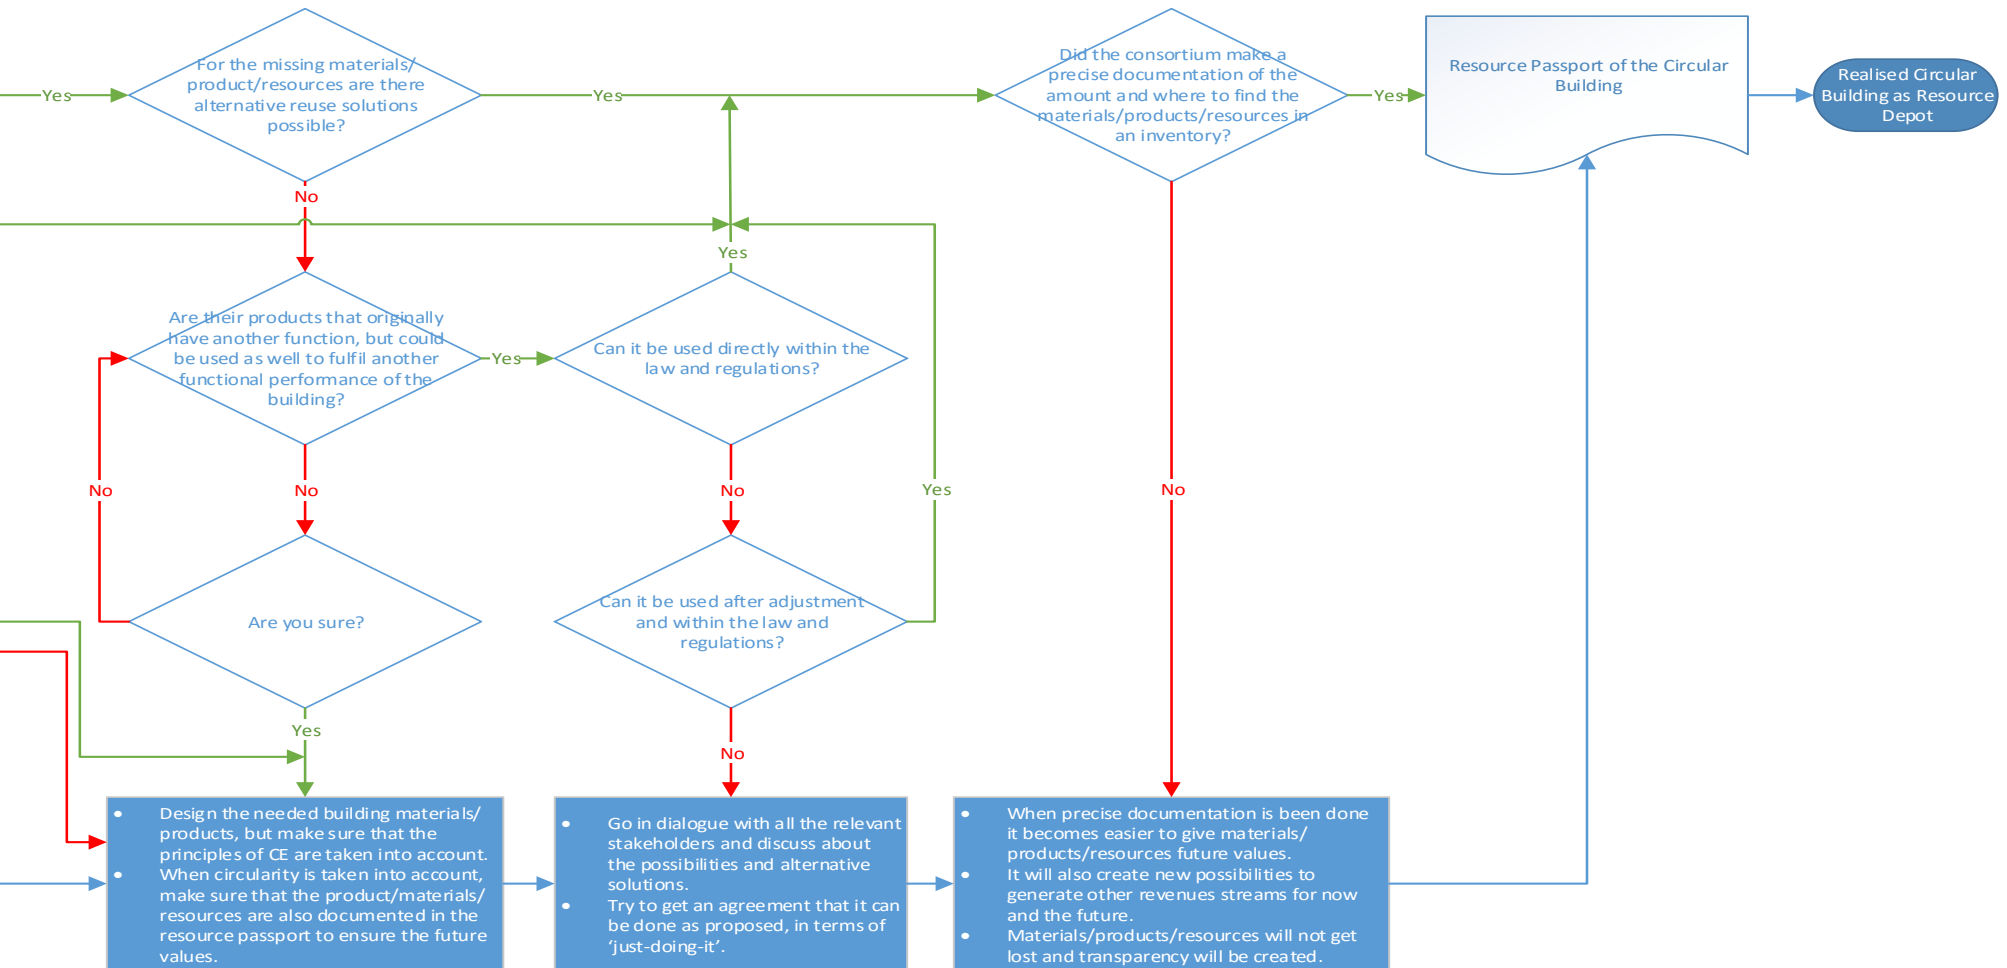 Yes
For the missing materials/
product/resources are there
alternative reuse solutions
possible?
Yes
Did the consortium make a
precise documentation of the
amount and where to find the
materials/products/resources in
an inventory?
Yes
Resource Passport of the Circular
Building
Realised Circular
Building as Resource
Depot
No
Yes
Are their products that originally
have another function, but could
be used as well to fulfil another
functional performance of the
building?
Yes
Can it be used directly within the
law and regulations?
No
No
No
Yes
No
Are you sure?
Can it be used after adjustment
and within the law and
regulations?
Yes
No
• Design the needed building materials/
products, but make sure that the
principles of CE are taken into account.
• When circularity is taken into account,
make sure that the product/materials/
resources are also documented in the
resource passport to ensure the future
values.
• Go in dialogue with all the relevant
stakeholders and discuss about
the possibilities and alternative
solutions.
• Try to get an agreement that it can
be done as proposed, in terms of
‘just-doing-it’.
• When precise documentation is been done
it becomes easier to give materials/
products/resources future values.
• It will also create new possibilities to
generate other revenues streams for now
and the future.
• Materials/products/resources will not get
lost and transparency will be created.